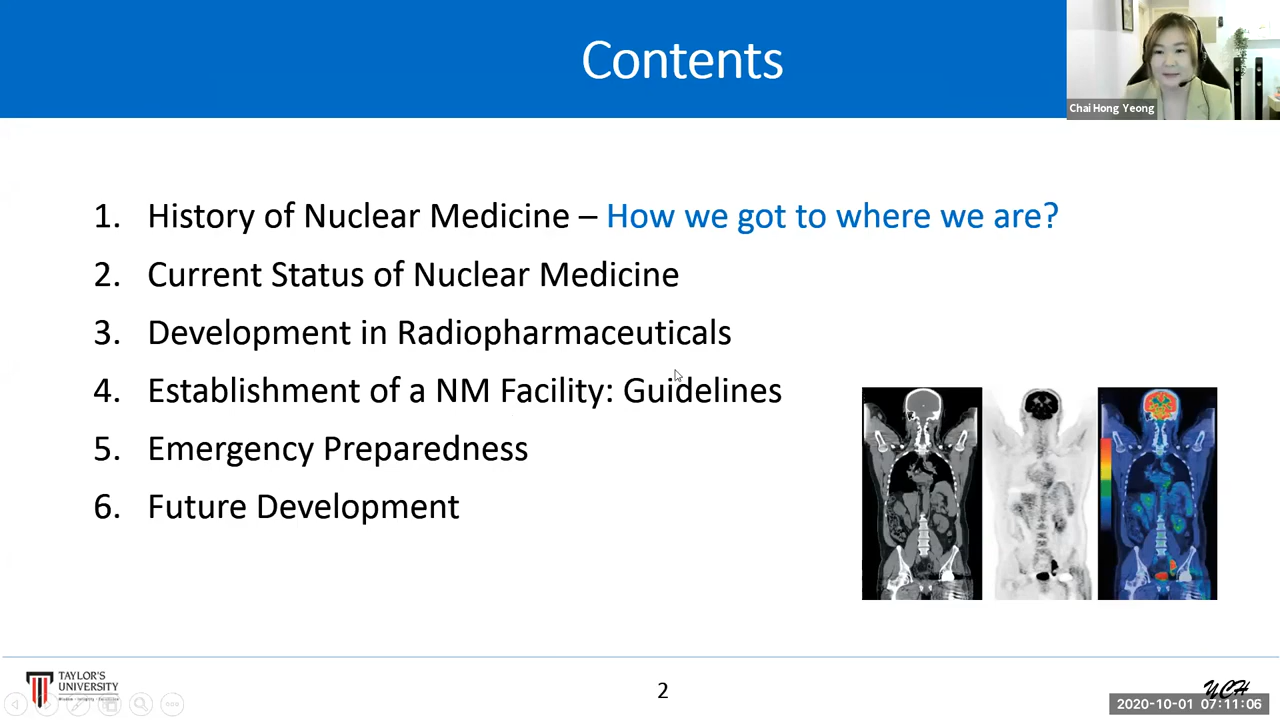 Contents
Chai Hong Yeong
1. History of Nuclear Medicine – How we got to where we are?
2. Current Status of Nuclear Medicine
3. Development in Radiopharmaceuticals
4. Establishment of a NM Facility: Guidelines
5. Emergency Preparedness
6. Future Development
TAYLOR'S
UNIVERSITY
2
YCH
2020-10-01 07:11:06